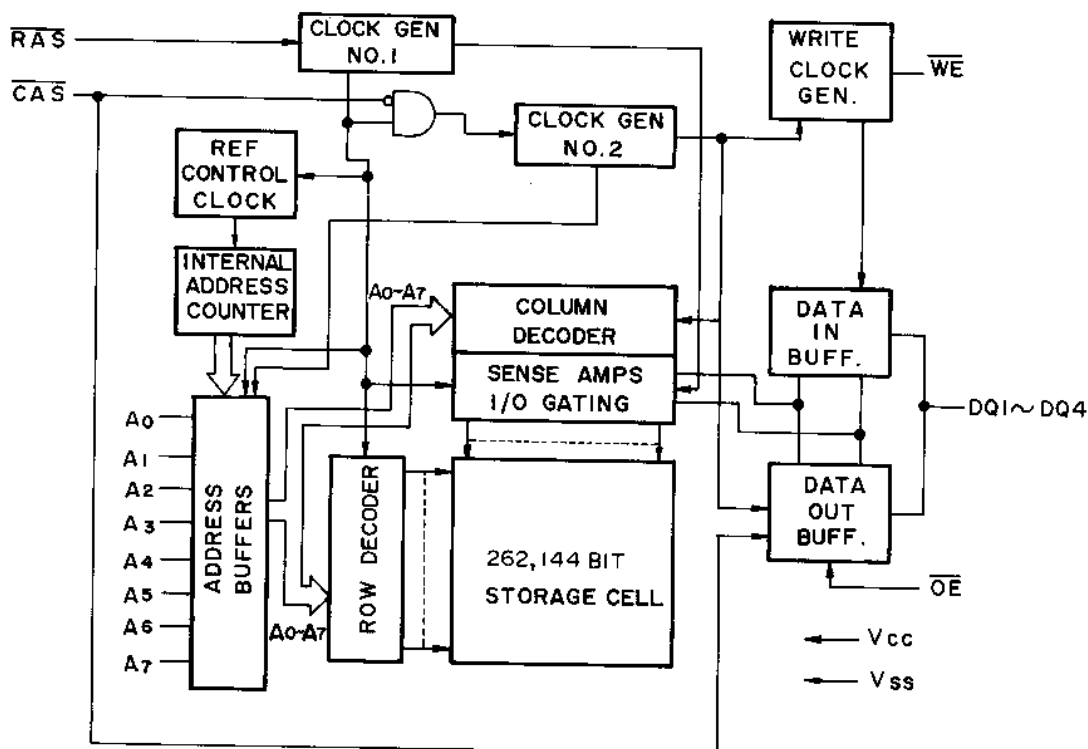 RAS
CLOCK GEN
NO.1
WRITE
CLOCK
GEN.
WE
CAS
CLOCK GEN
NO.2
REF
CONTROL
CLOCK
INTERNAL
ADDRESS
COUNTER
A0-A7
COLUMN
DECODER
SENSE AMPS
I/O GATING
DATA
IN
BUFF.
DQ1~DQ4
A0
A1
A2
A3
A4
A5
A6
A7
ADDRESS
BUFFERS
A0-A7
ROW DECODER
262,144 BIT
STORAGE CELL
DATA
OUT
BUFF.
OE
VCC
VSS